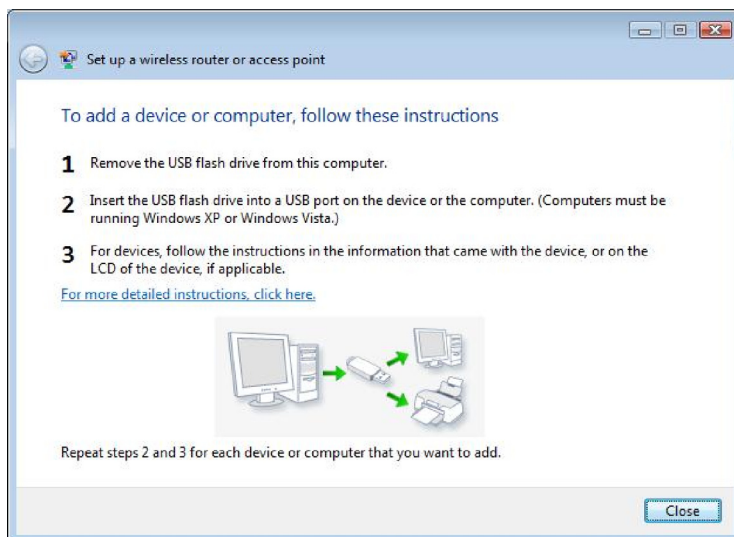 Set up a wireless router or access point
To add a device or computer, follow these instructions
1 Remove the USB flash drive from this computer.
2 Insert the USB flash drive into a USB port on the device or the computer. (Computers must be
running Windows XP or Windows Vista.)
3 For devices, follow the instructions in the information that came with the device, or on the
LCD of the device, if applicable.
For more detailed instructions, click here.
Repeat steps 2 and 3 for each device or computer that you want to add.
Close